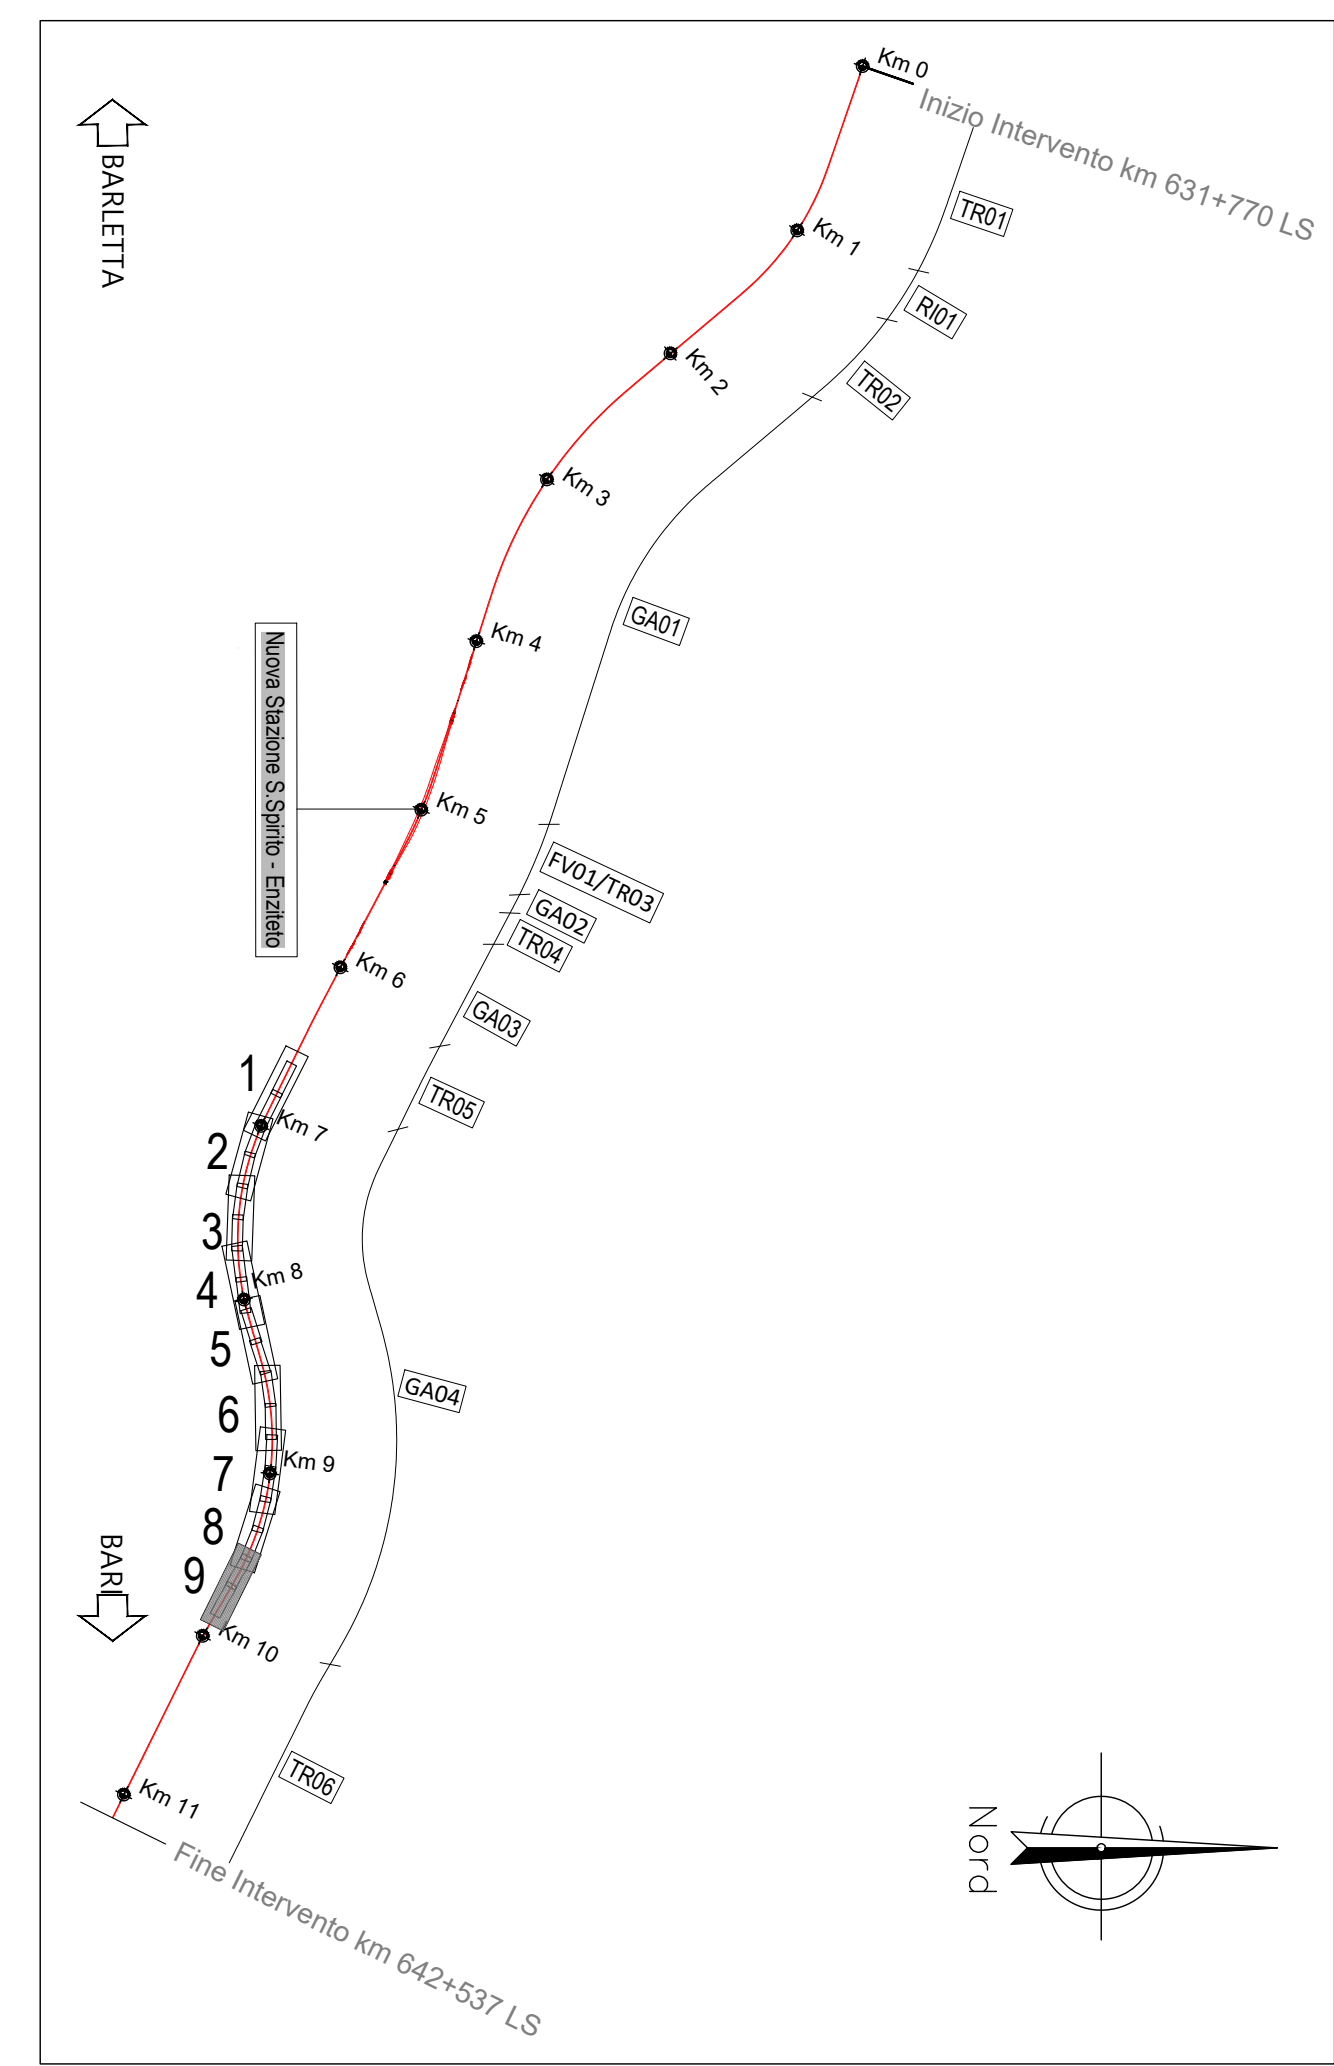 Km 0
Inizio Intervento km 631+770 LS
BARLETTA
TR01
Km 1
RI01
Km 2
TR02
Km 3
GA01
Km 4
Nuova Stazione S.Spirito - Enziteto
Km 5
FV01/TR03
GA02
TR04
Km 6
GA03
1
TR05
Km 7
2
3
Km 8
4
5
GA04
6
Km 9
7
8
BARI
9
Km 10
TR06
Km 11
Nord
Fine Intervento km 642+537 LS